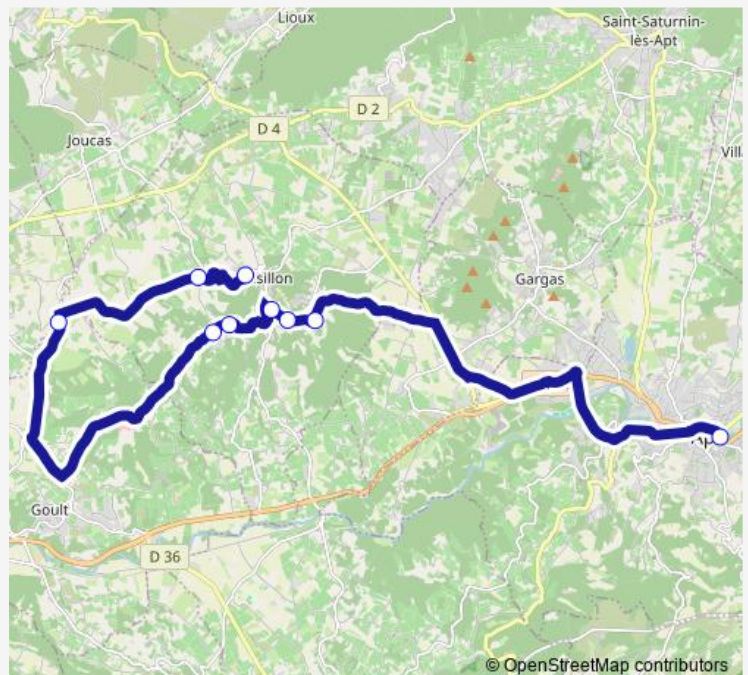 Lioux
Saint-Saturnin-
lès-Apt
D 2
D 4
Joucas
Vill
sillon
Gargas
Ap
Goult
D 36
© OpenStreetMap contributors